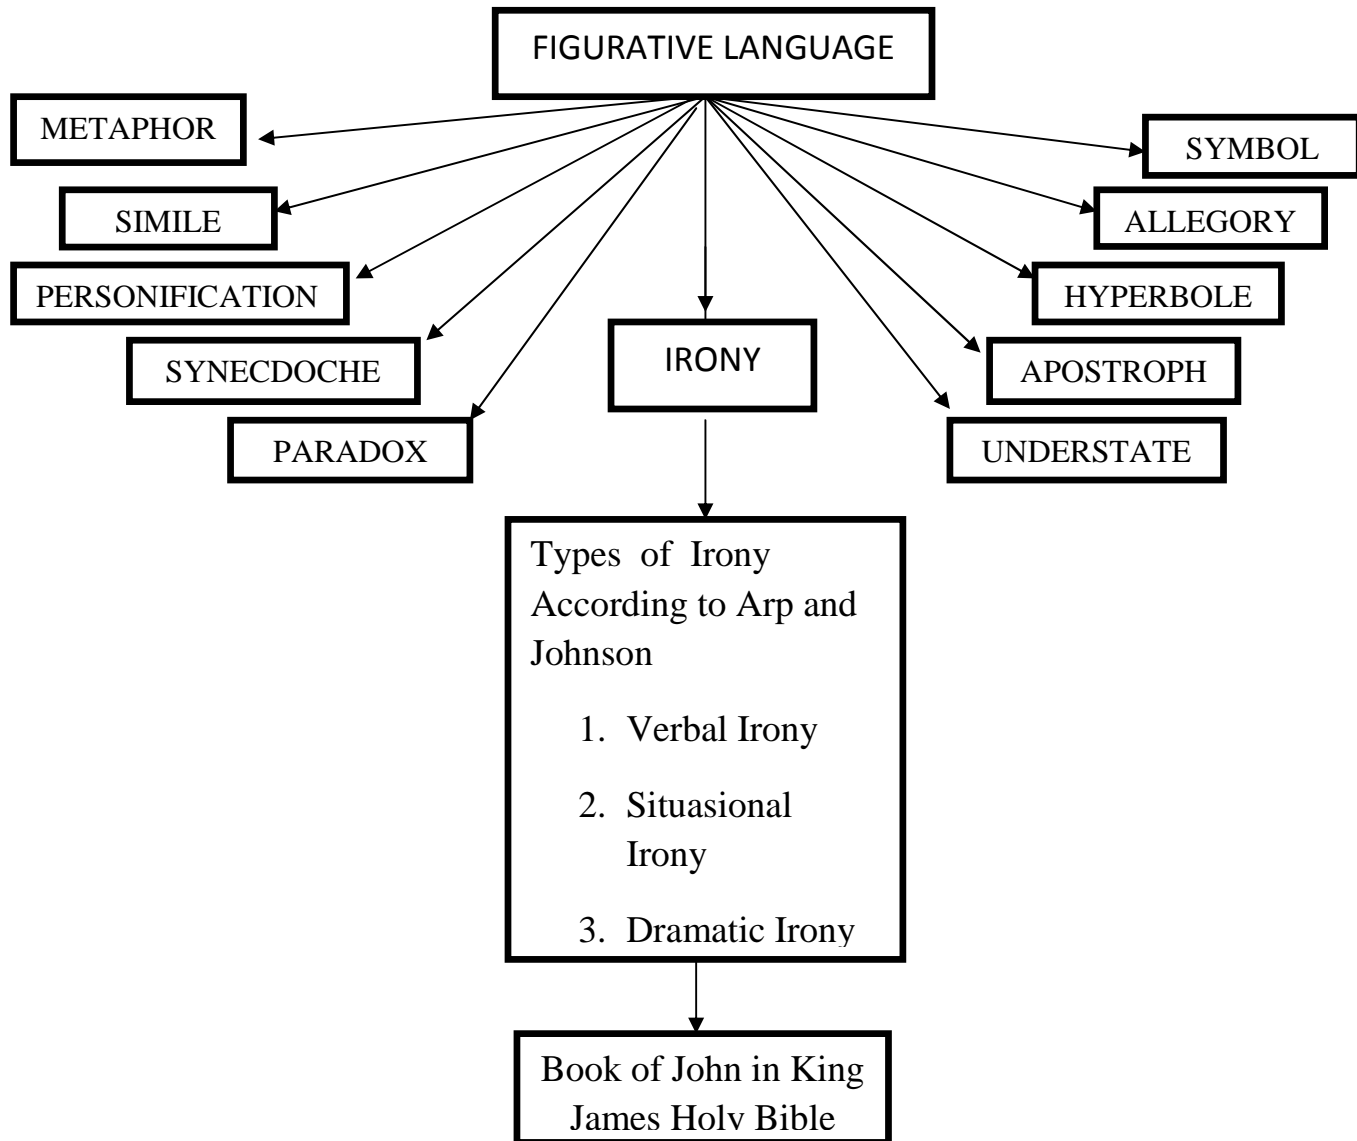 FIGURATIVE LANGUAGE
METAPHOR
SYMBOL
SIMILE
ALLEGORY
PERSONIFICATION
HYPERBOLE
SYNECDOCHE
IRONY
APOSTROPH
PARADOX
UNDERSTATE
Types of Irony
According to Arp and
Johnson
1. Verbal Irony
2. Situasional
Irony
3. Dramatic Irony
Book of John in King
James Holy Bible